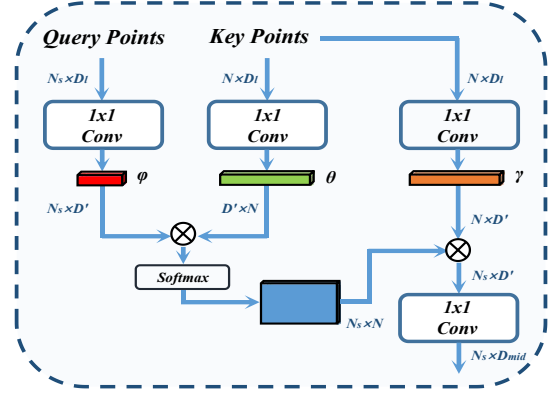 Query Points
Key Points
Ns×Dl
N×Dl
N×Dl
1x1
Conv
1x1
Conv
1x1
Conv
φ
θ
γ
Ns×D'
D'×N
N×D'
Softmax
Ns×N
Ns×D'
1x1
Conv
Ns×Dmid